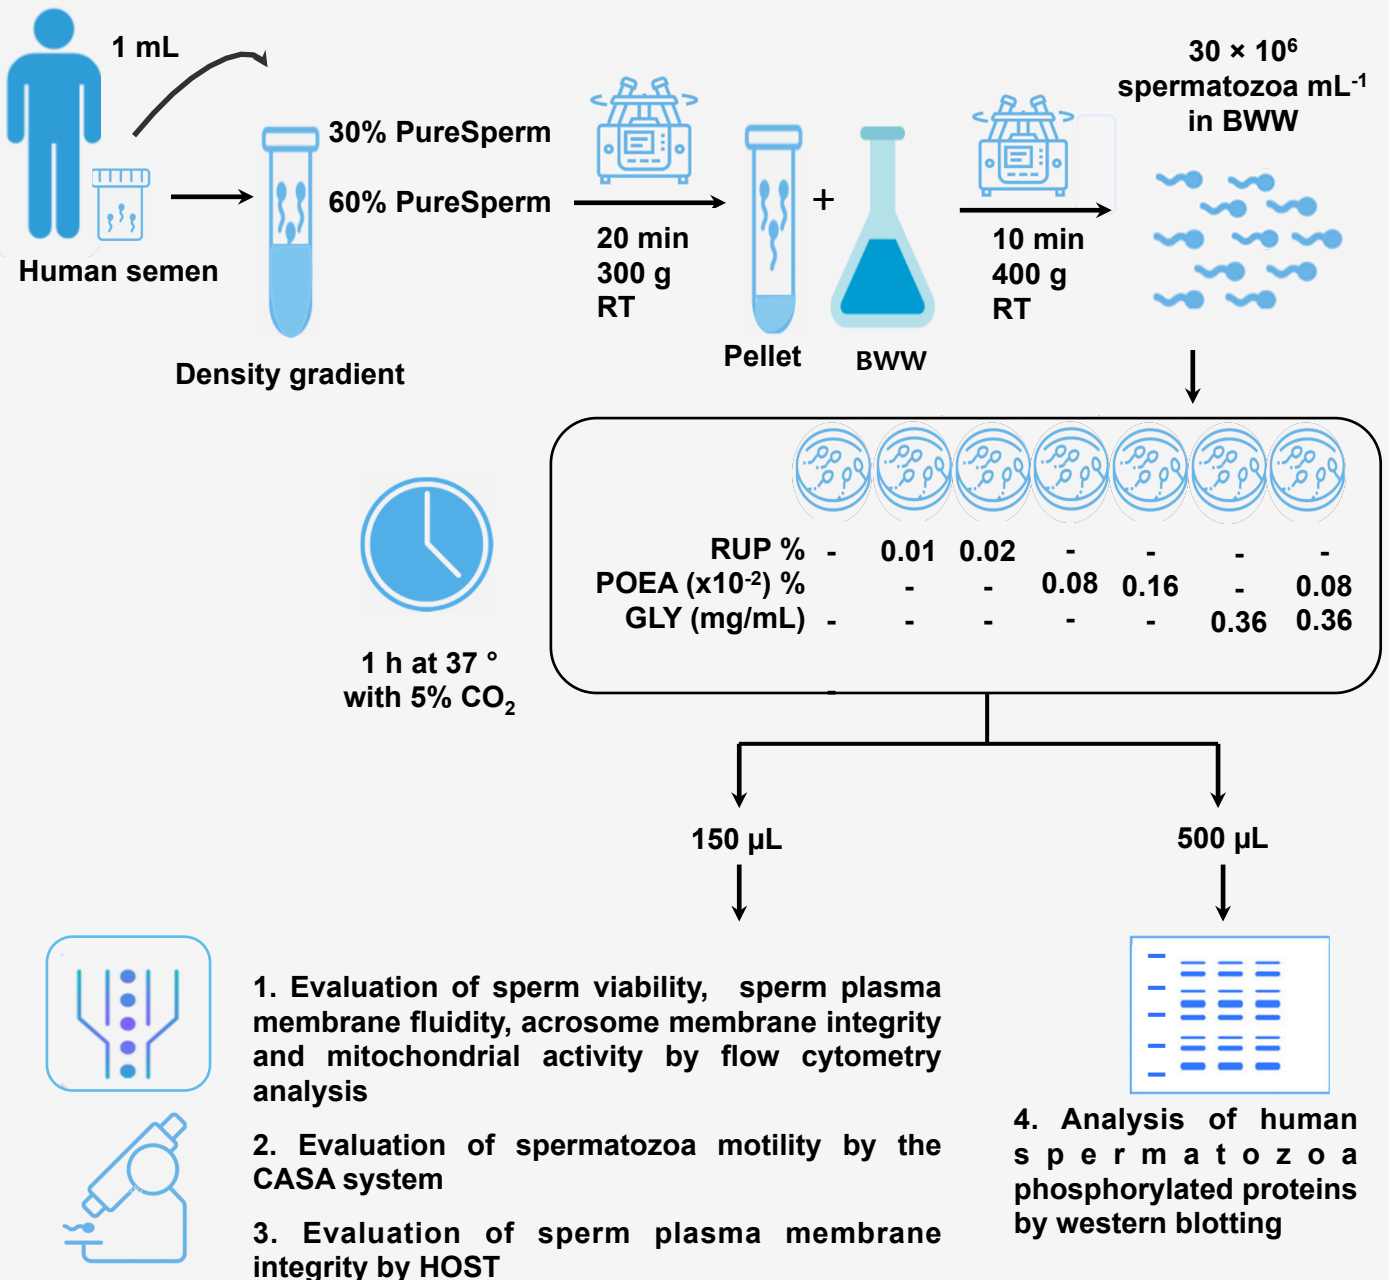 1 mL
30 × 10⁶
spermatozoa mL⁻¹
in BWW
30% PureSperm
60% PureSperm
+
20 min
300 g
RT
10 min
400 g
RT
Human semen
Density gradient
Pellet
BWW
RUP % - 0.01 0.02 - - - -
POEA (x10⁻²) % - - 0.08 0.16 - 0.08
GLY (mg/mL) - - - - - 0.36 0.36
-
1 h at 37 °
with 5% CO₂
150 µL
500 µL
1. Evaluation of sperm viability, sperm plasma
membrane fluidity, acrosome membrane integrity
and mitochondrial activity by flow cytometry
analysis
2. Evaluation of spermatozoa motility by the
CASA system
3. Evaluation of sperm plasma membrane
integrity by HOST
4. Analysis of human
spermatozoa
phosphorylated proteins
by western blotting